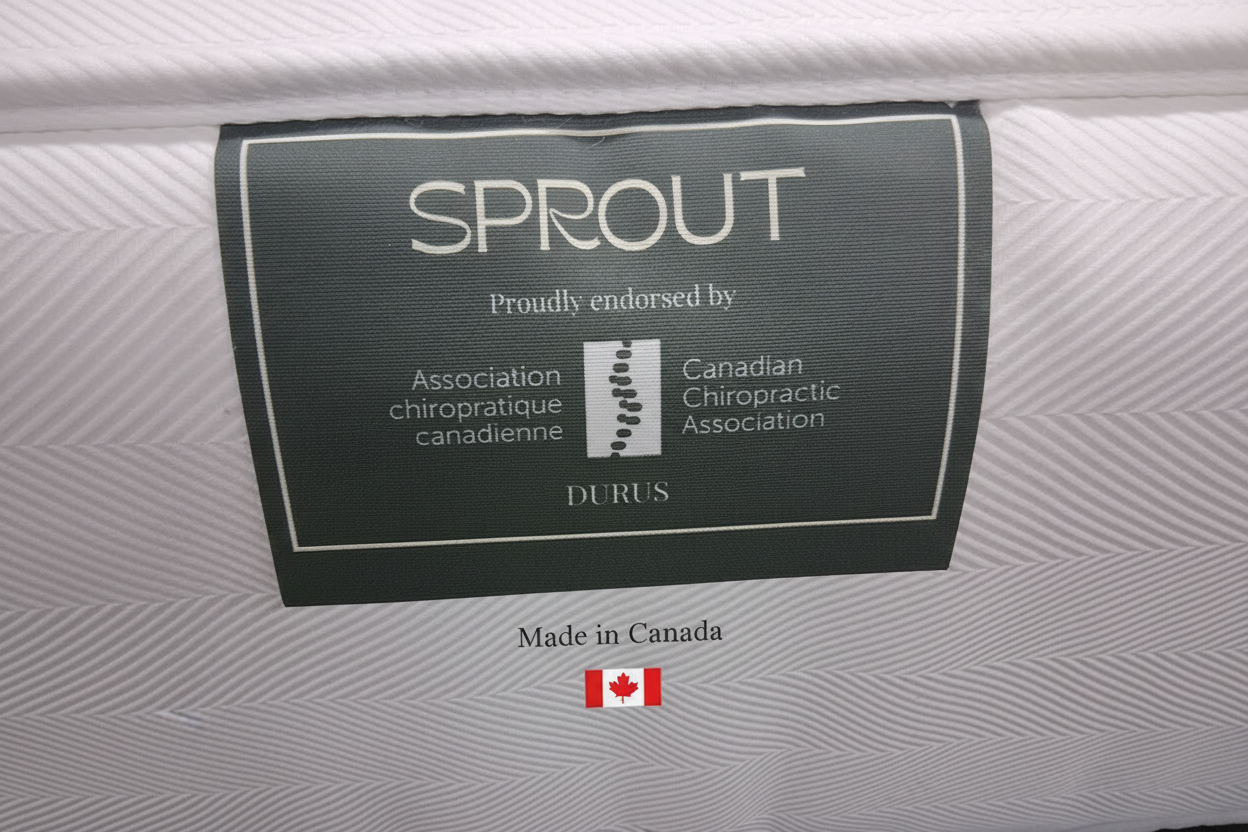 SPROUT
Proudly endorsed by
Association
chiropratique
canadienne
Canadian
Chiropractic
Association
DURUS
Made in Canada